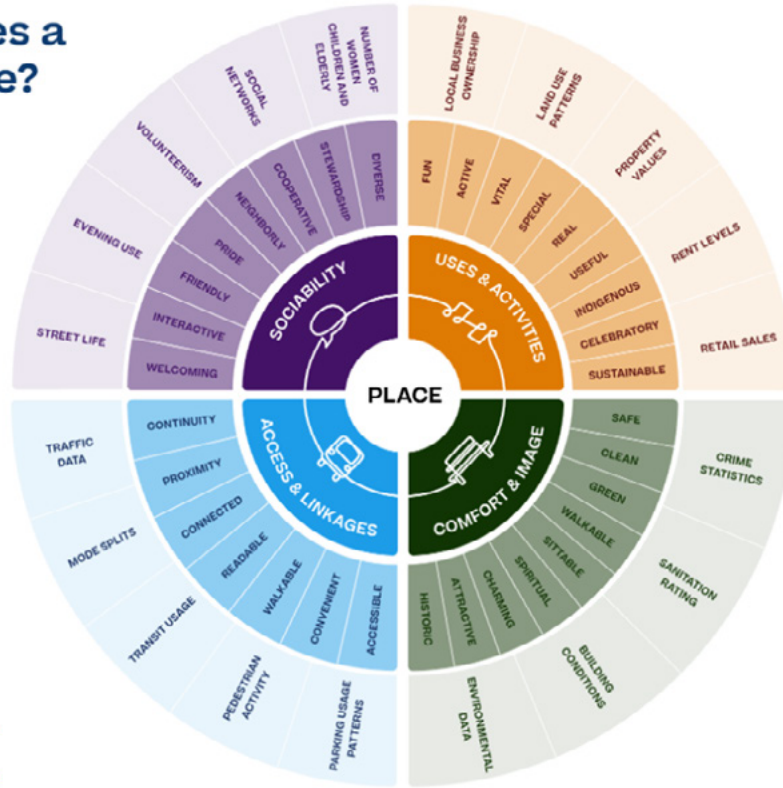 es a
e?
NUMBER OF
WOMEN
CHILDREN AND
ELDERLY
SOCIAL
NETWORKS
VOLUNTEERISM
EVENING USE
STREET LIFE
DIVERSE
STEWARDSHIP
COOPERATIVE
NEIGHBORLY
PRIDE
FRIENDLY
INTERACTIVE
WELCOMING
SOCIABILITY
LOCAL BUSINESS
OWNERSHIP
LAND USE
PATTERNS
PROPERTY
VALUES
RENT LEVELS
RETAIL SALES
FUN
ACTIVE
VITAL
SPECIAL
REAL
USEFUL
INDIGENOUS
CELEBRATORY
SUSTAINABLE
USES & ACTIVITIES
PLACE
ACCESS & LINKAGES
CONTINUITY
PROXIMITY
CONNECTED
READABLE
WALKABLE
CONVENIENT
ACCESSIBLE
TRAFFIC
DATA
MODE SPLITS
TRANSIT USAGE
PEDESTRIAN
ACTIVITY
PARKING USAGE
PATTERNS
COMFORT & IMAGE
SAFE
CLEAN
GREEN
WALKABLE
SITTABLE
SPIRITUAL
CHARMING
ATTRACTIVE
HISTORIC
CRIME
STATISTICS
SANITATION
RATING
BUILDING
CONDITIONS
ENVIRONMENTAL
DATA